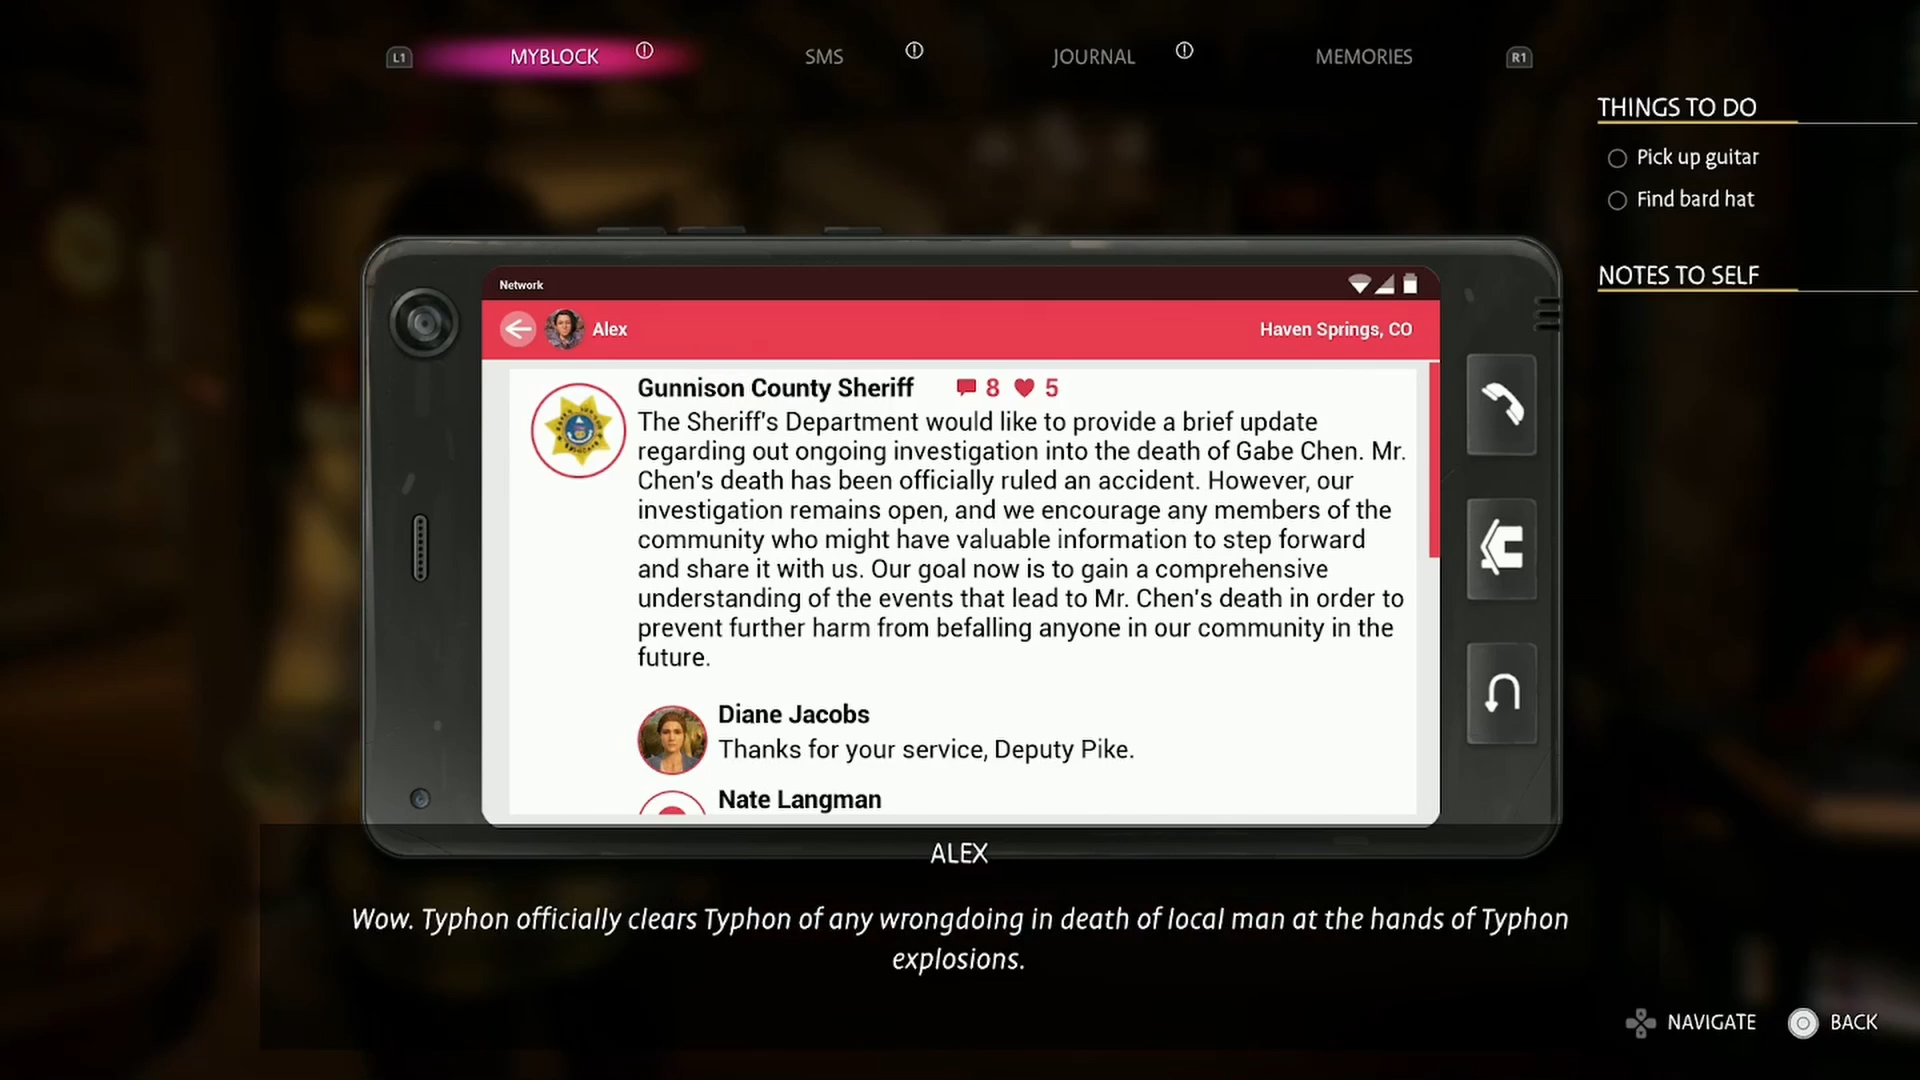 L1
MYBLOCK
SMS
JOURNAL
MEMORIES
R1
THINGS TO DO
Pick up guitar
Find bard hat
NOTES TO SELF
Network
Alex
Haven Springs, CO
Gunnison County Sheriff 8 5
The Sheriff's Department would like to provide a brief update
regarding out ongoing investigation into the death of Gabe Chen. Mr.
Chen's death has been officially ruled an accident. However, our
investigation remains open, and we encourage any members of the
community who might have valuable information to step forward
and share it with us. Our goal now is to gain a comprehensive
understanding of the events that lead to Mr. Chen's death in order to
prevent further harm from befalling anyone in our community in the
future.
Diane Jacobs
Thanks for your service, Deputy Pike.
Nate Langman
ALEX
Wow. Typhon officially clears Typhon of any wrongdoing in death of local man at the hands of Typhon
explosions.
NAVIGATE
BACK